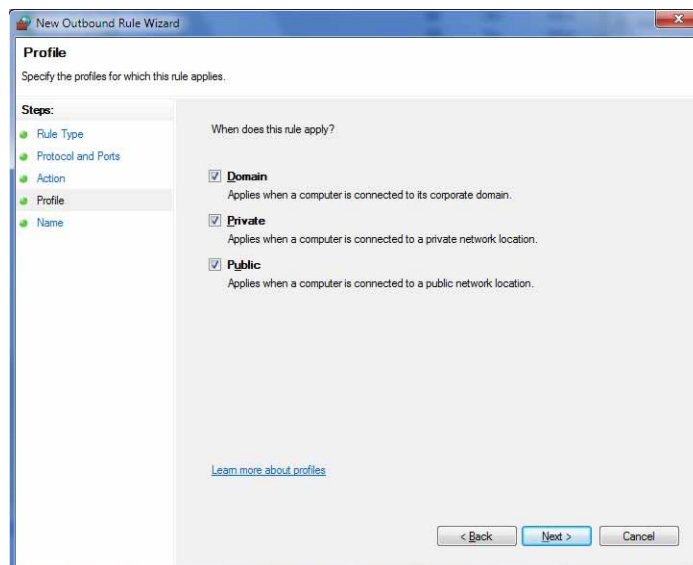 New Outbound Rule Wizard
Profile
Specify the profiles for which this rule applies.
Steps:
Rule Type
Protocol and Ports
Action
Profile
Name
When does this rule apply?
Domain
Applies when a computer is connected to its corporate domain.
Private
Applies when a computer is connected to a private network location.
Public
Applies when a computer is connected to a public network location.
Learn more about profiles
< Back
Next >
Cancel